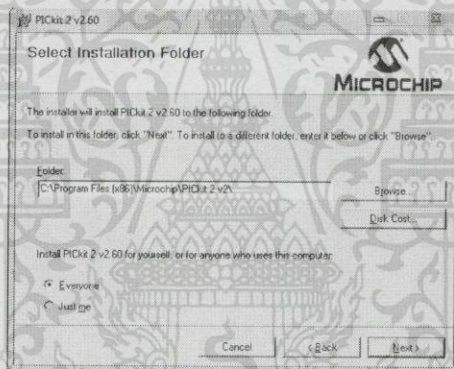 PICkit 2 v2.60
Select Installation Folder
MICROCHIP
The installer will install PICkit 2 v2.60 to the following folder.
To install in this folder, click "Next". To install to a different folder, enter it below or click "Browse".
Folder:
C:\Program Files (x86)\Microchip\PICkit 2 v2\
Browse...
Disk Cost...
Install PICkit 2 v2.60 for yourself, or for anyone who uses this computer:
Everyone
Just me
Cancel
< Back
Next >